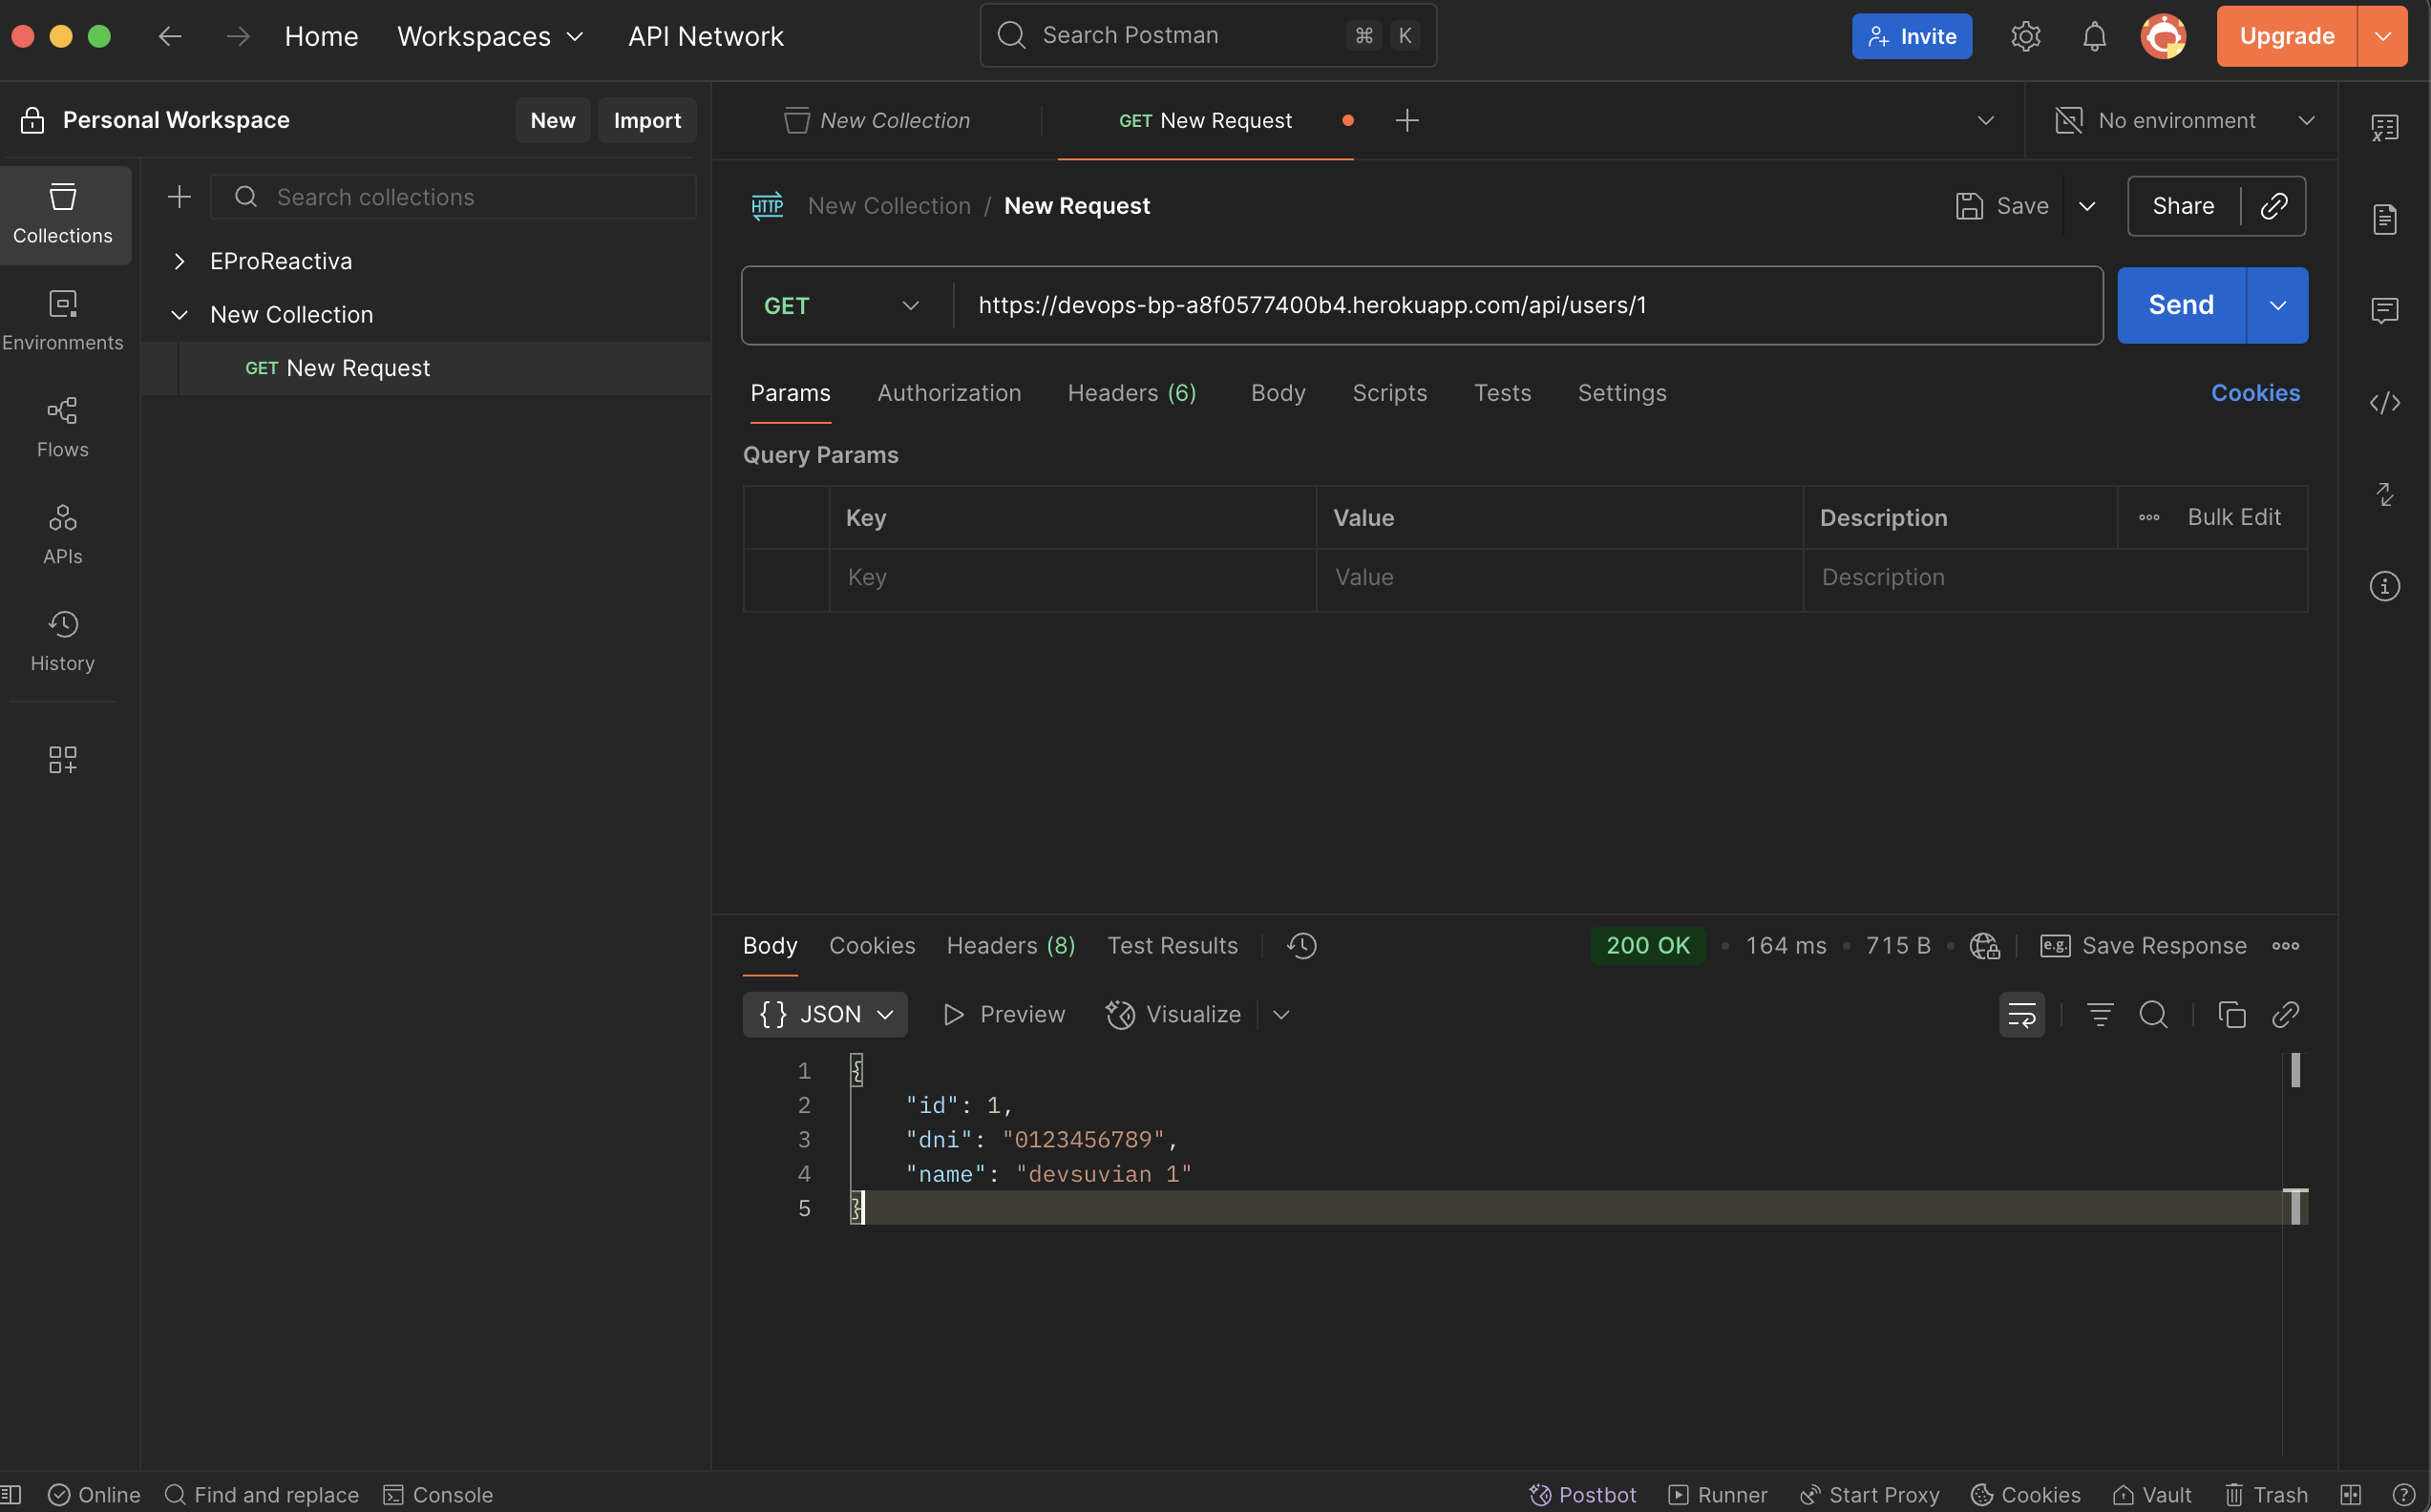 Home Workspaces API Network Search Postman ⌘ K Invite Upgrade
Personal Workspace New Import
New Collection GET New Request No environment
Collections
Search collections
HTTP New Collection / New Request Save Share
EProReactiva
Environments
New Collection
GET https://devops-bp-a8f0577400b4.herokuapp.com/api/users/1 Send
GET New Request
Params Authorization Headers (6) Body Scripts Tests Settings Cookies
Flows
Query Params
Key Value Description Bulk Edit
APIs
Key Value Description
History
Body Cookies Headers (8) Test Results 200 OK • 164 ms • 715 B • e.g. Save Response
{} JSON Preview Visualize
1 {
2 "id": 1,
3 "dni": "0123456789",
4 "name": "devsuvian 1"
5 }
Online Find and replace Console Postbot Runner Start Proxy Cookies Vault Trash